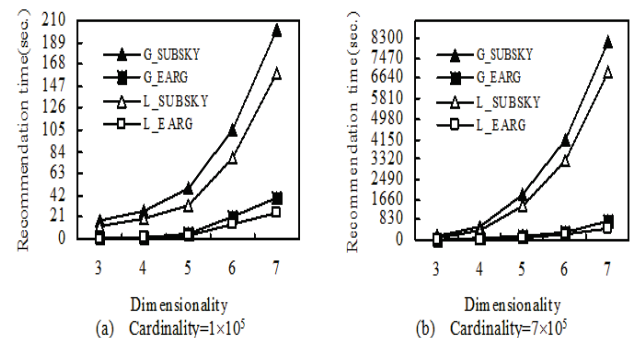 Recommendation time(sec.)
210
189
168
147
126
105
84
63
42
21
0
G_SUBSKY
G_EARG
L_SUBSKY
L_EARG
3 4 5 6 7
Dimensionality
(a) Cardinality=1×10⁵
Recommendation time(sec.)
8300
7470
6640
5810
4980
4150
3320
2490
1660
830
0
G_SUBSKY
G_EARG
L_SUBSKY
L_EARG
3 4 5 6 7
Dimensionality
(b) Cardinality=7×10⁵